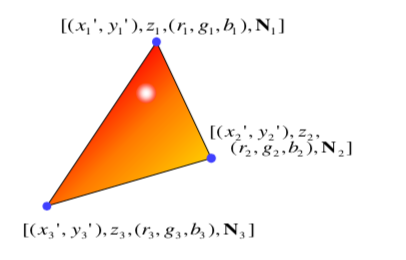 [(x₁', y₁'), z₁,(r₁, g₁, b₁), N₁]
[(x₂', y₂'), z₂,
(r₂, g₂, b₂), N₂]
[(x₃', y₃'), z₃,(r₃, g₃, b₃), N₃]